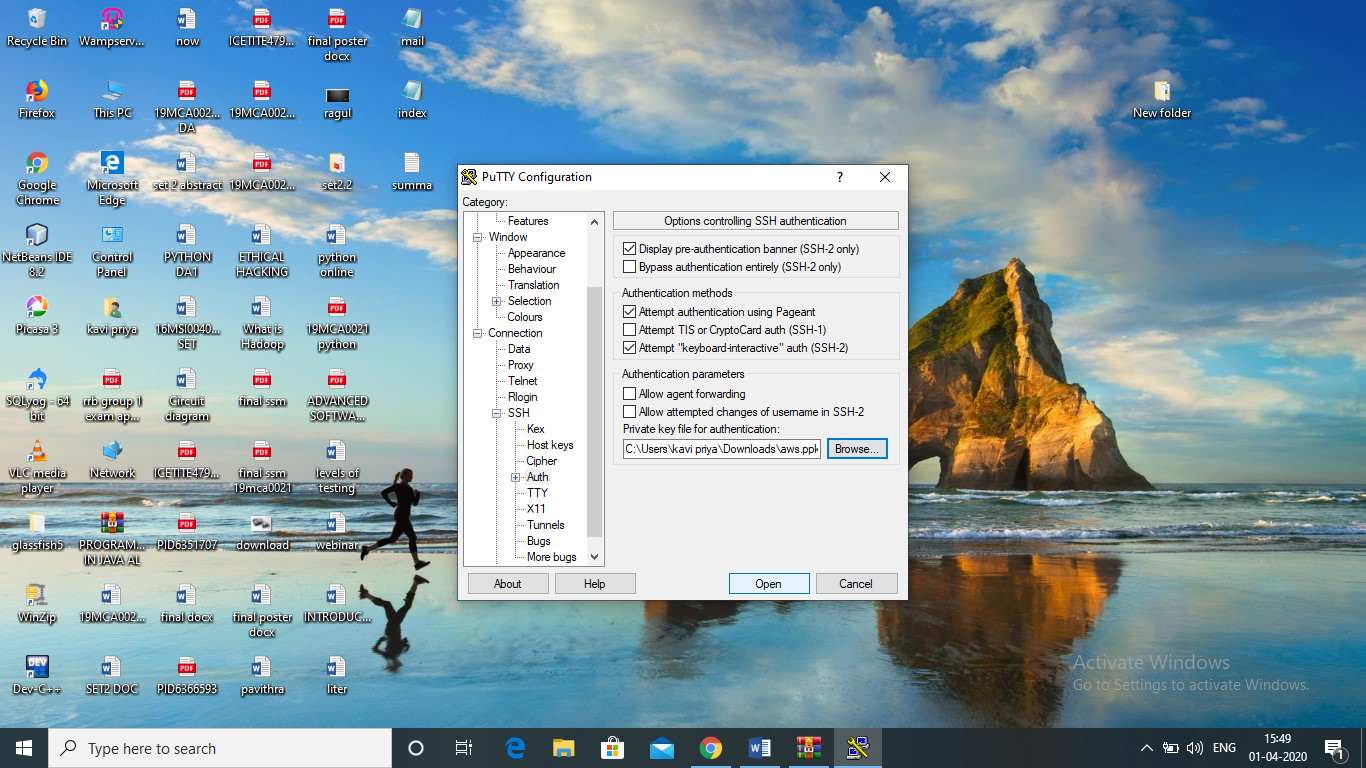 Recycle Bin
Wampserv...
now
ICETITE479...
final poster
docx
mail
Firefox
This PC
19MCA002...
DA
19MCA002...
ragul
index
New folder
Google
Chrome
Microsoft
Edge
set 2 abstract
19MCA002...
set2.2
summa
NetBeans IDE
8.2
Control
Panel
PYTHON
DA1
ETHICAL
HACKING
python
online
Picasa 3
kavi priya
16MSI0040...
SET
What is
Hadoop
19MCA0021
python
SQLyog - 64
bit
rrb group 1
exam ap...
Circuit
diagram
final ssm
ADVANCED
SOFTWA...
VLC media
player
Network
ICETITE479...
final ssm
19mca0021
levels of
testing
glassfish5
PROGRAM...
IN JAVA AL
PID6351707
download
webinar
WinZip
19MCA002...
final docx
final poster
docx
INTRODUC...
DEV
C++
Dev-C++
SET2 DOC
PID6366593
pavithra
liter
PuTTY Configuration
?
Category:
Features
Window
Appearance
Behaviour
Translation
Selection
Colours
Connection
Data
Proxy
Telnet
Rlogin
SSH
Kex
Host keys
Cipher
Auth
TTY
X11
Tunnels
Bugs
More bugs
Options controlling SSH authentication
Display pre-authentication banner (SSH-2 only)
Bypass authentication entirely (SSH-2 only)
Authentication methods
Attempt authentication using Pageant
Attempt TIS or CryptoCard auth (SSH-1)
Attempt "keyboard-interactive" auth (SSH-2)
Authentication parameters
Allow agent forwarding
Allow attempted changes of username in SSH-2
Private key file for authentication:
C:\Users\kavi priya\Downloads\aws.ppk
Browse...
About
Help
Open
Cancel
Activate Windows
Go to Settings to activate Windows.
Type here to search
ENG
15:49
01-04-2020
1